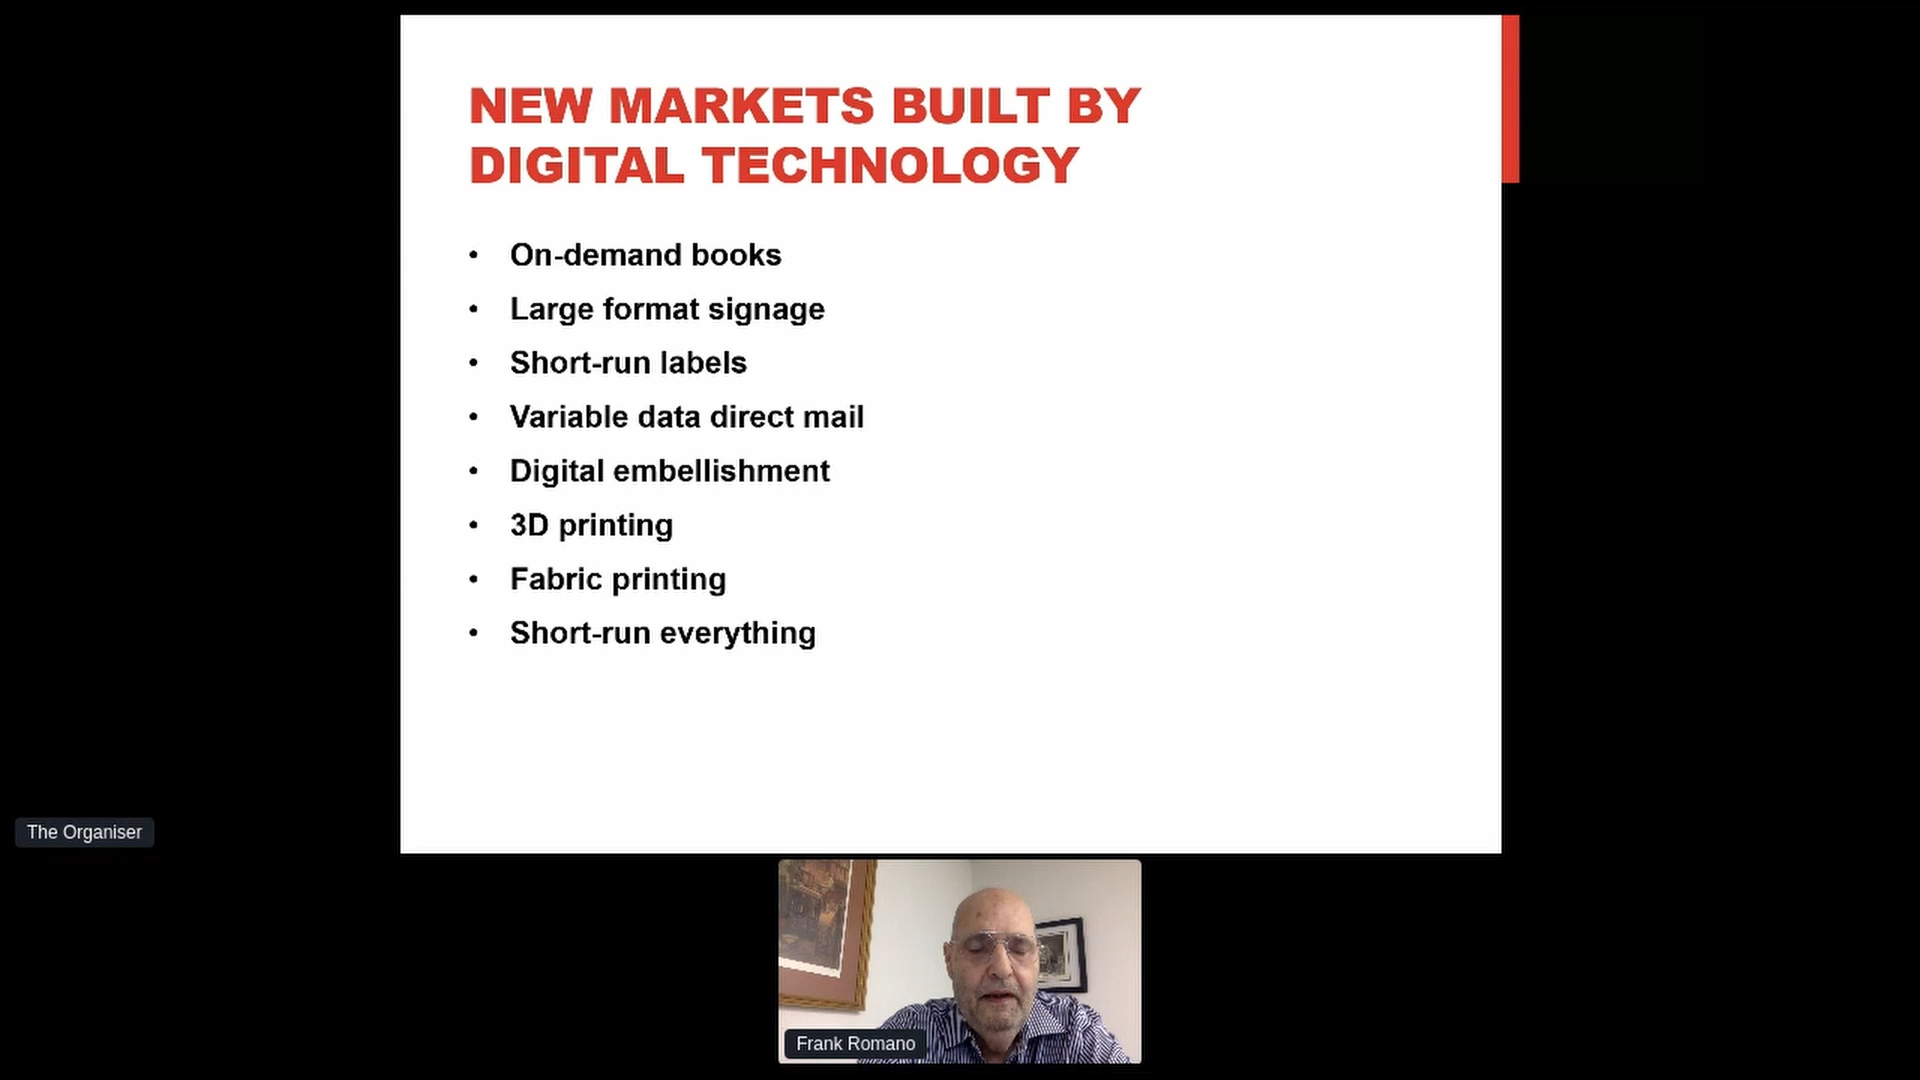 NEW MARKETS BUILT BY
DIGITAL TECHNOLOGY
• On-demand books
• Large format signage
• Short-run labels
• Variable data direct mail
• Digital embellishment
• 3D printing
• Fabric printing
• Short-run everything
The Organiser
Frank Romano